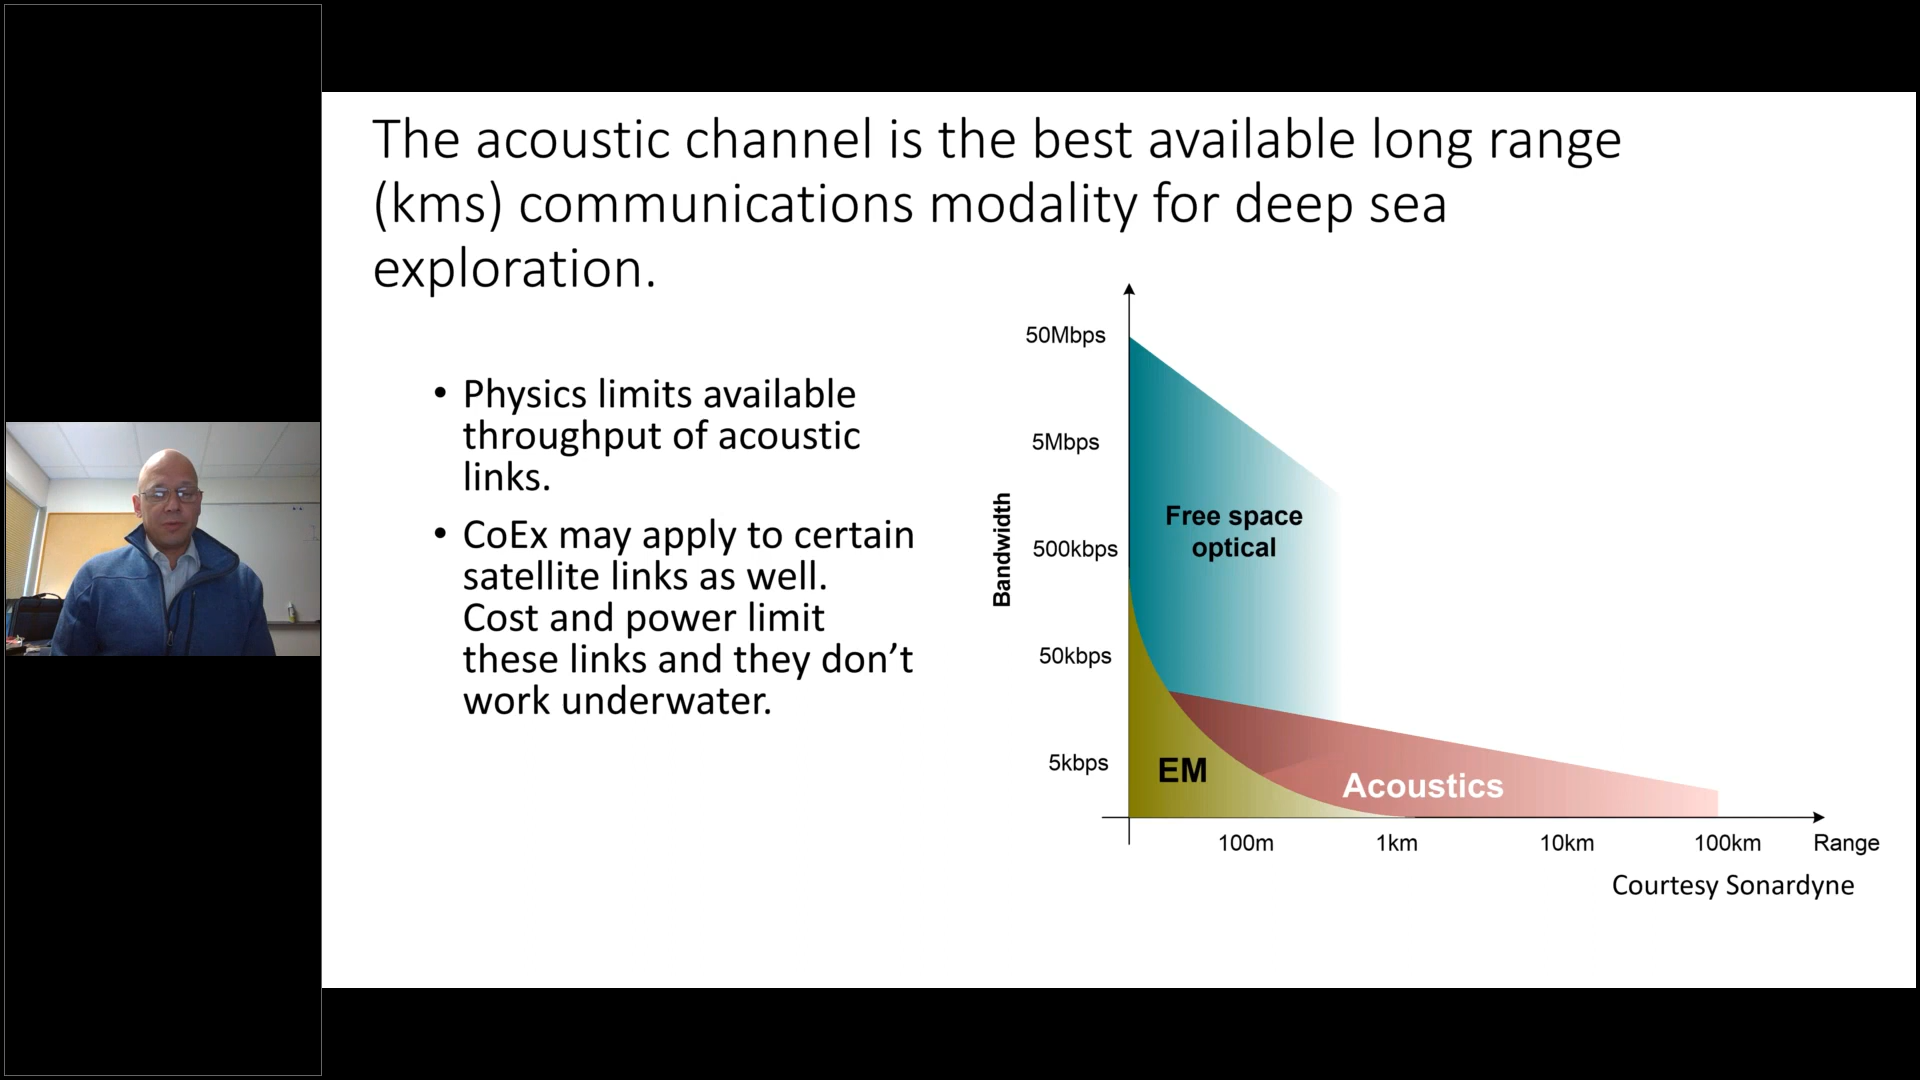 The acoustic channel is the best available long range
(kms) communications modality for deep sea
exploration.
• Physics limits available
throughput of acoustic
links.
• CoEx may apply to certain
satellite links as well.
Cost and power limit
these links and they don’t
work underwater.
50Mbps
5Mbps
500kbps
50kbps
5kbps
Bandwidth
Free space
optical
EM
Acoustics
100m
1km
10km
100km
Range
Courtesy Sonardyne